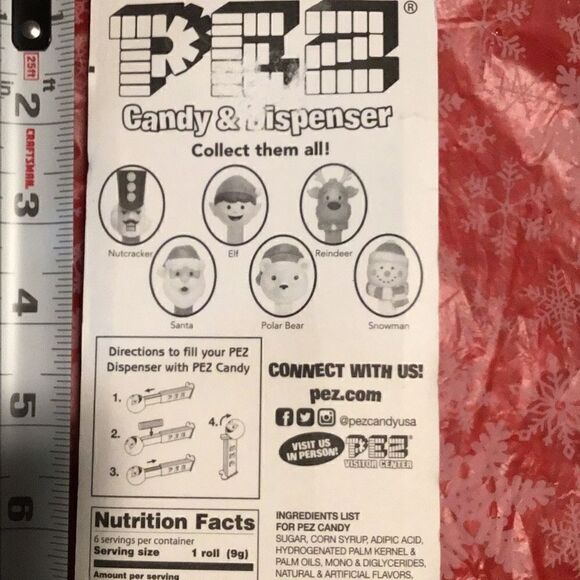 25ft
ft
in
2
CRAFTSMAN
3
4
5
6
PEZ®
Candy & Dispenser
Collect them all!
Nutcracker
Elf
Reindeer
Santa
Polar Bear
Snowman
Directions to fill your PEZ
Dispenser with PEZ Candy
1.
2.
3.
4.
CONNECT WITH US!
pez.com
@pezcandyusa
VISIT US
IN PERSON!
PEZ
VISITOR CENTER
Nutrition Facts
6 servings per container
Serving size 1 roll (9g)
Amount per serving
INGREDIENTS LIST
FOR PEZ CANDY
SUGAR, CORN SYRUP, ADIPIC ACID,
HYDROGENATED PALM KERNEL &
PALM OILS, MONO & DIGLYCERIDES,
NATURAL & ARTIFICIAL FLAVORS,